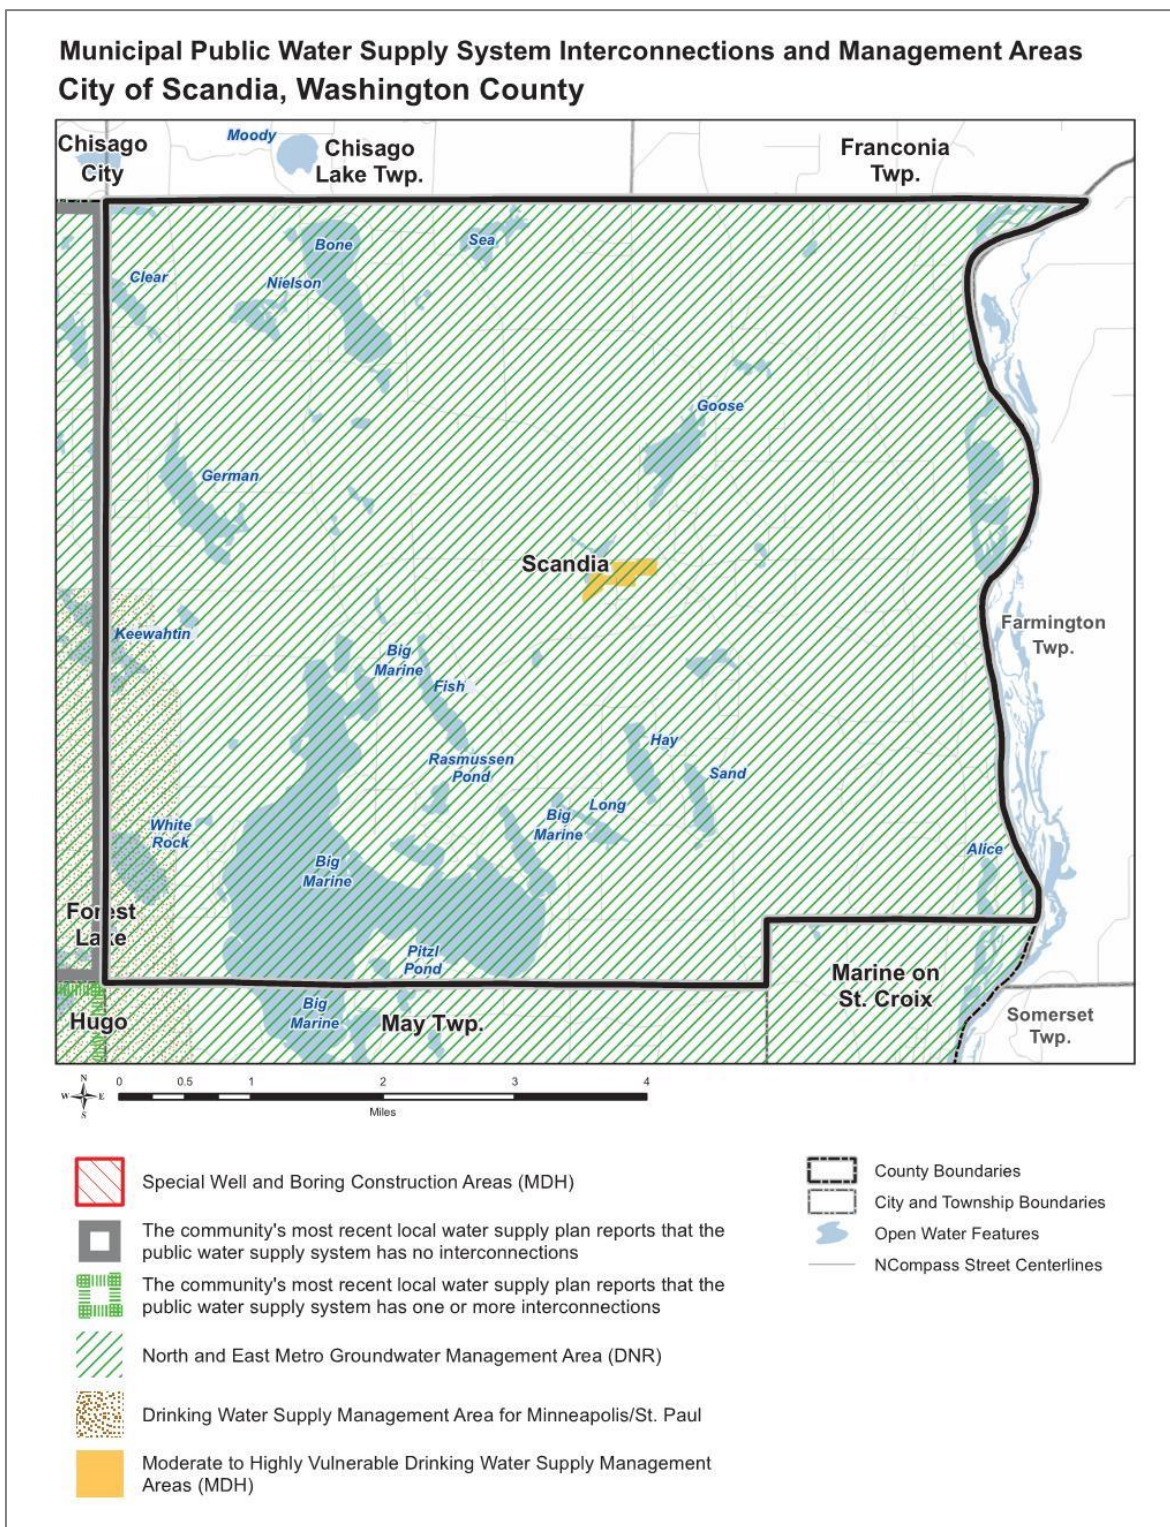 Municipal Public Water Supply System Interconnections and Management Areas
City of Scandia, Washington County
Chisago
City
Moody
Chisago
Lake Twp.
Franconia
Twp.
Bone
Sea
Clear
Nielson
Goose
German
Scandia
Keewahtin
Farmington
Twp.
Big
Marine
Fish
Rasmussen
Pond
Hay
Sand
Long
Big
Marine
White
Rock
Big
Marine
Alice
Forest
Lake
Pitzl
Pond
Marine on
St. Croix
Hugo
Big
Marine
May Twp.
Somerset
Twp.
N
W E
S
0 0.5 1 2 3 4
Miles
Special Well and Boring Construction Areas (MDH)
The community's most recent local water supply plan reports that the
public water supply system has no interconnections
The community's most recent local water supply plan reports that the
public water supply system has one or more interconnections
North and East Metro Groundwater Management Area (DNR)
Drinking Water Supply Management Area for Minneapolis/St. Paul
Moderate to Highly Vulnerable Drinking Water Supply Management
Areas (MDH)
County Boundaries
City and Township Boundaries
Open Water Features
NCompass Street Centerlines